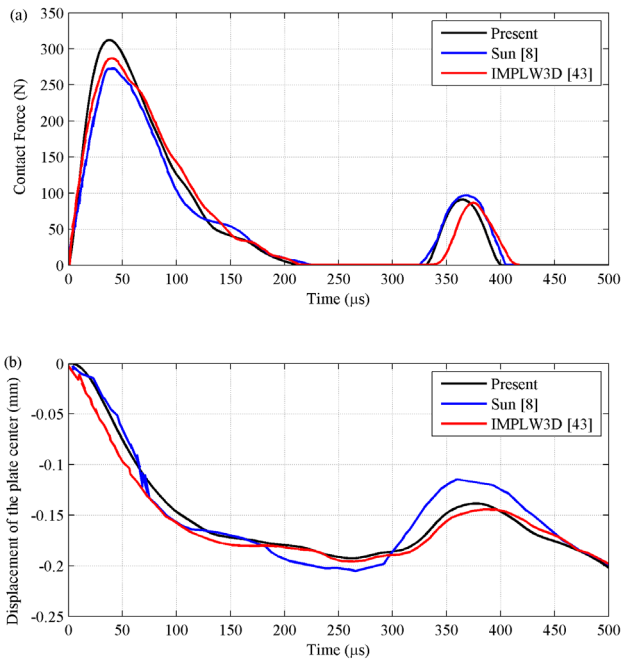 (a)
350
300
250
200
150
100
50
0
Contact Force (N)
Present
Sun [8]
IMPLW3D [43]
0 50 100 150 200 250 300 350 400 450 500
Time (μs)
(b)
0
-0.05
-0.1
-0.15
-0.2
-0.25
Displacement of the plate center (mm)
Present
Sun [8]
IMPLW3D [43]
0 50 100 150 200 250 300 350 400 450 500
Time (μs)